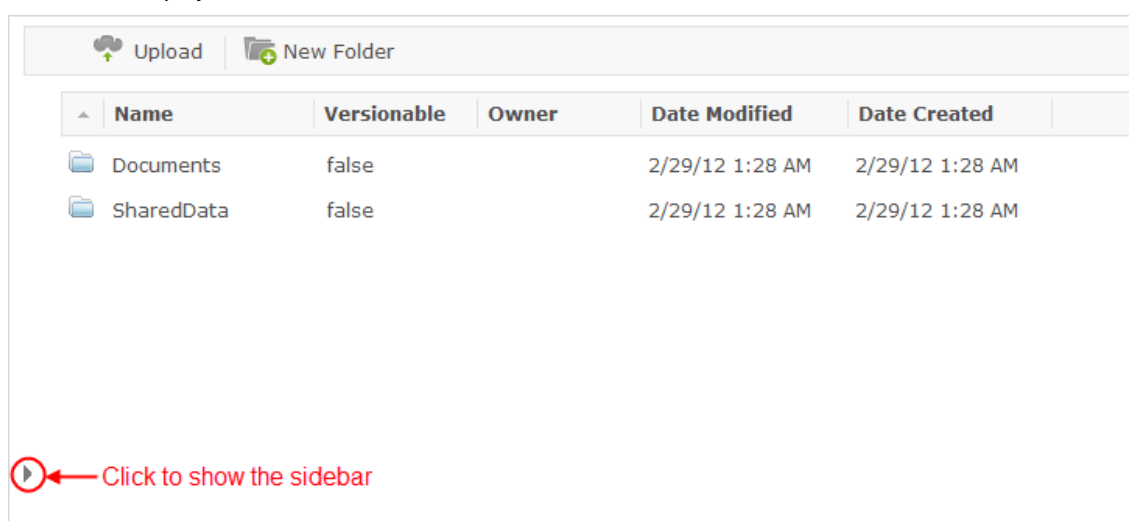 Upload New Folder
Name Versionable Owner Date Modified Date Created
Documents false 2/29/12 1:28 AM 2/29/12 1:28 AM
SharedData false 2/29/12 1:28 AM 2/29/12 1:28 AM
Click to show the sidebar